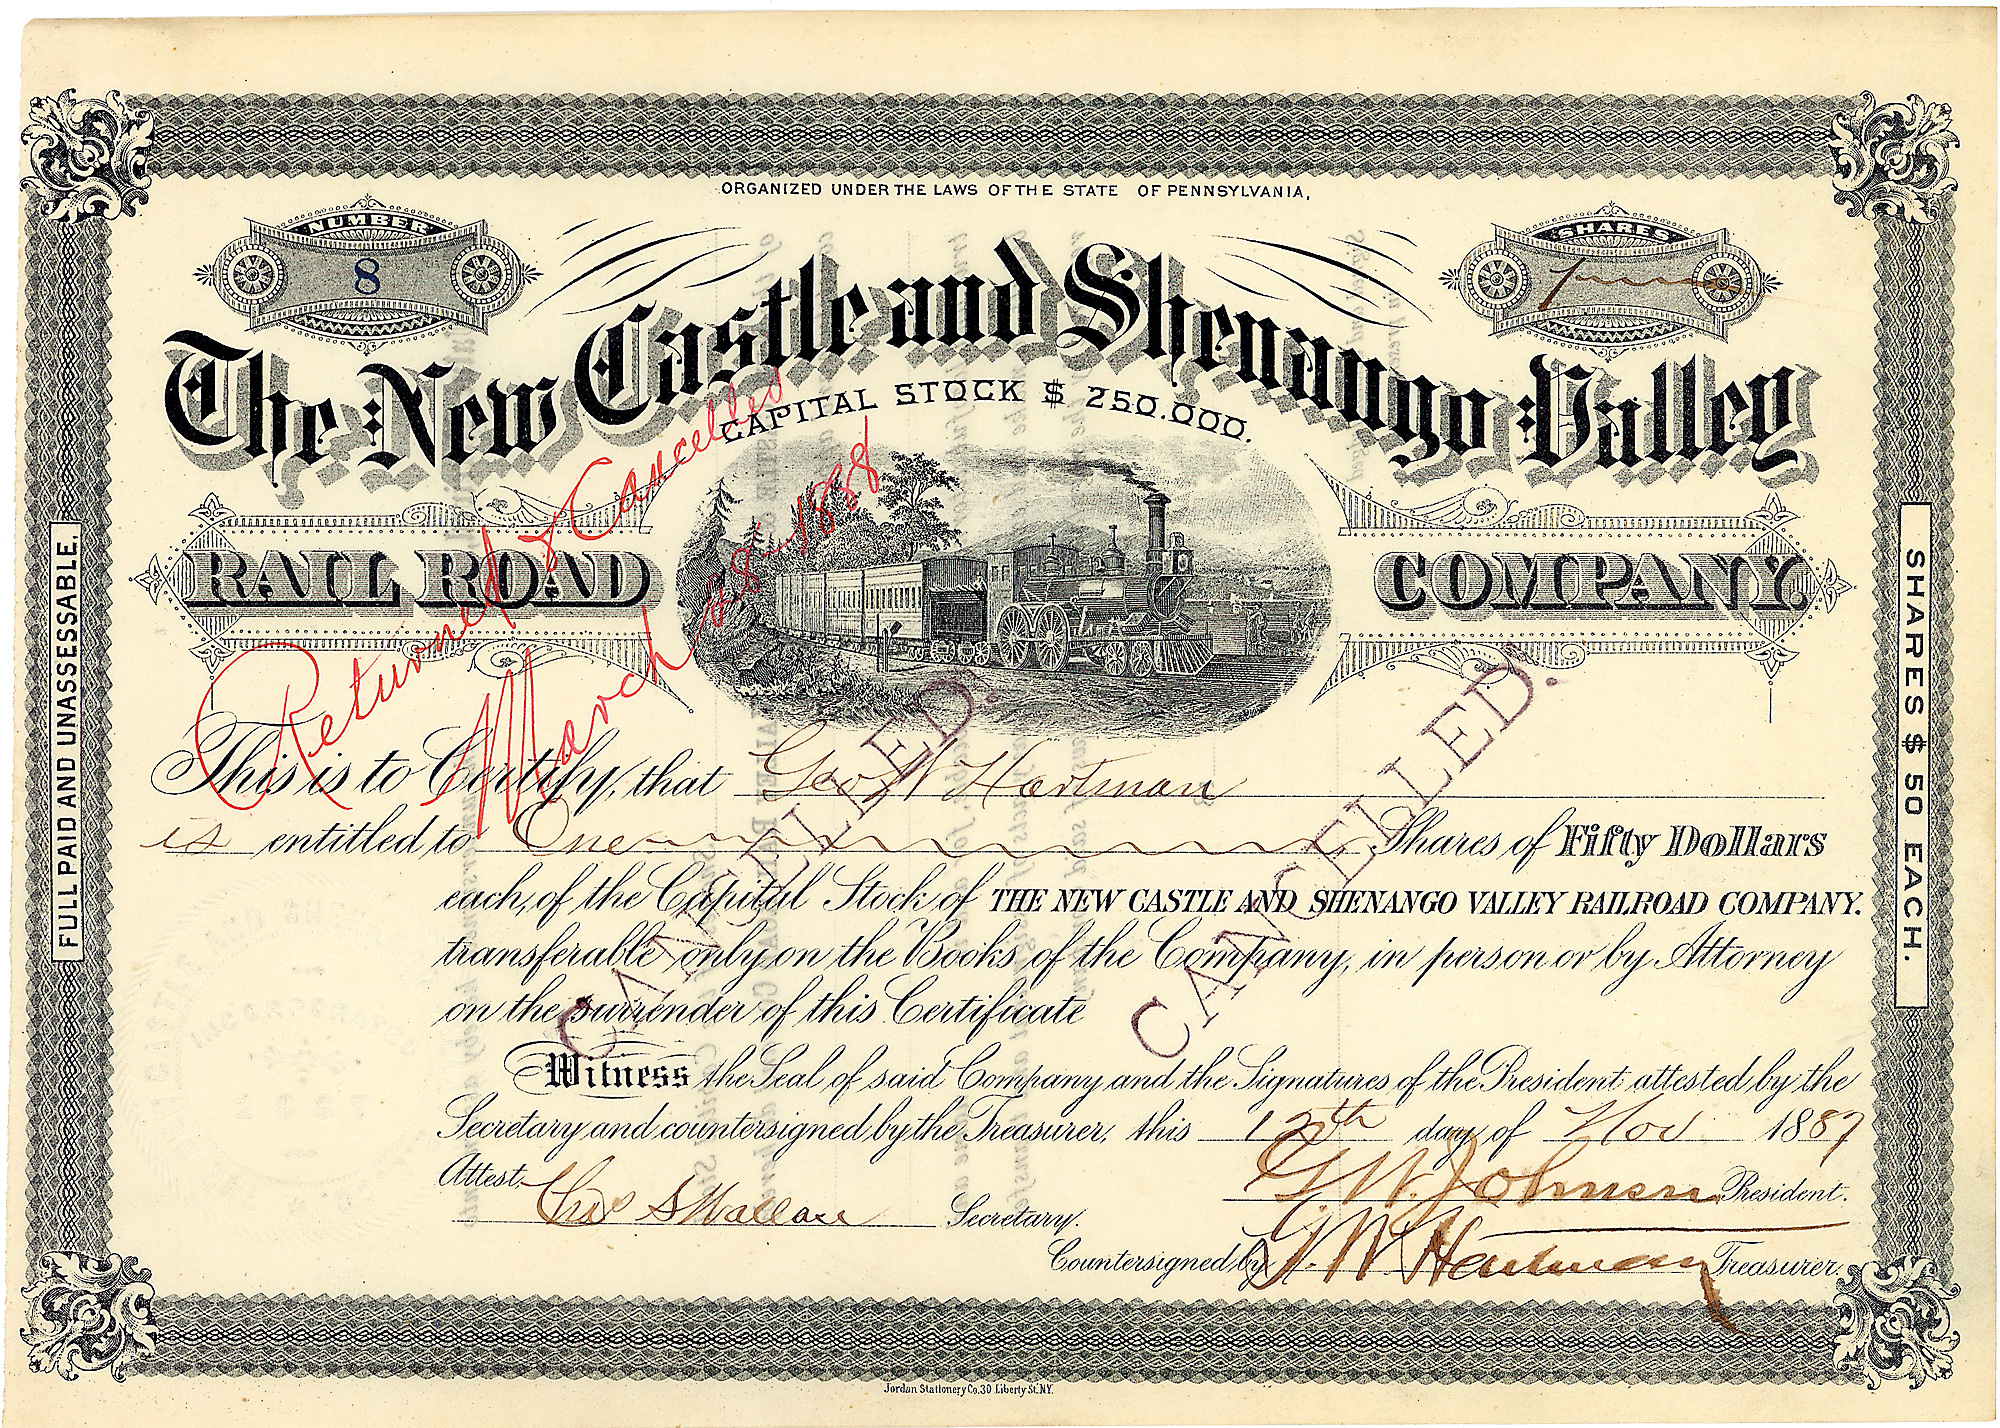 ORGANIZED UNDER THE LAWS OF THE STATE OF PENNSYLVANIA,
NUMBER
8
SHARES
The New Castle and Shenango Valley
CAPITAL STOCK $ 250.000.
RAIL ROAD
COMPANY.
Returned & Cancelled
March 28-1888
FULL PAID AND UNASSESSABLE.
SHARES $ 50 EACH.
This is to Certify, that Geo W Hartman
is entitled to One Shares of Fifty Dollars
each, of the Capital Stock of THE NEW CASTLE AND SHENANGO VALLEY RAILROAD COMPANY.
transferable only on the Books of the Company, in person or by Attorney
on the surrender of this Certificate
CANCELLED.
CANCELLED.
Witness the Seal of said Company and the Signatures of the President attested by the
Secretary and countersigned by the Treasurer, this 12th day of Nov 1887
Attest, Secretary.
G W. Johnson President.
Countersigned by G. W. Hartman Treasurer.
Jordan Stationery Co. 30 Liberty St. N.Y.